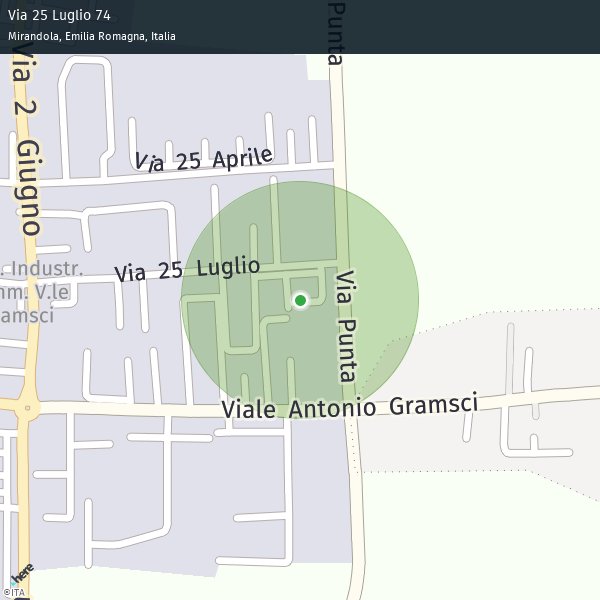 Via 25 Luglio 74
Mirandola, Emilia Romagna, Italia
Via 2 Giugno
Punta
Via 25 Aprile
. Industr.
mm. V.le
amsci
Via 25 Luglio
Via Punta
Viale Antonio Gramsci
here
©ITA